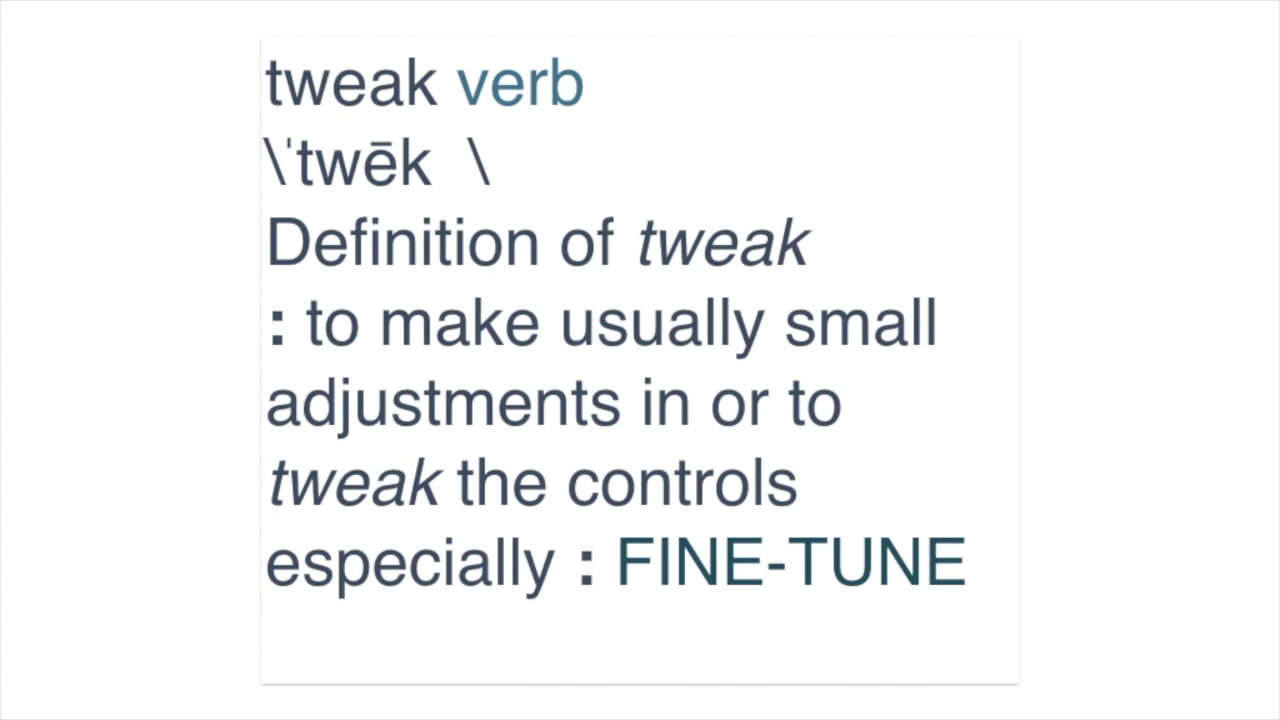 tweak verb
\ˈtwēk  \
Definition of tweak
: to make usually small
adjustments in or to
tweak the controls
especially : FINE-TUNE